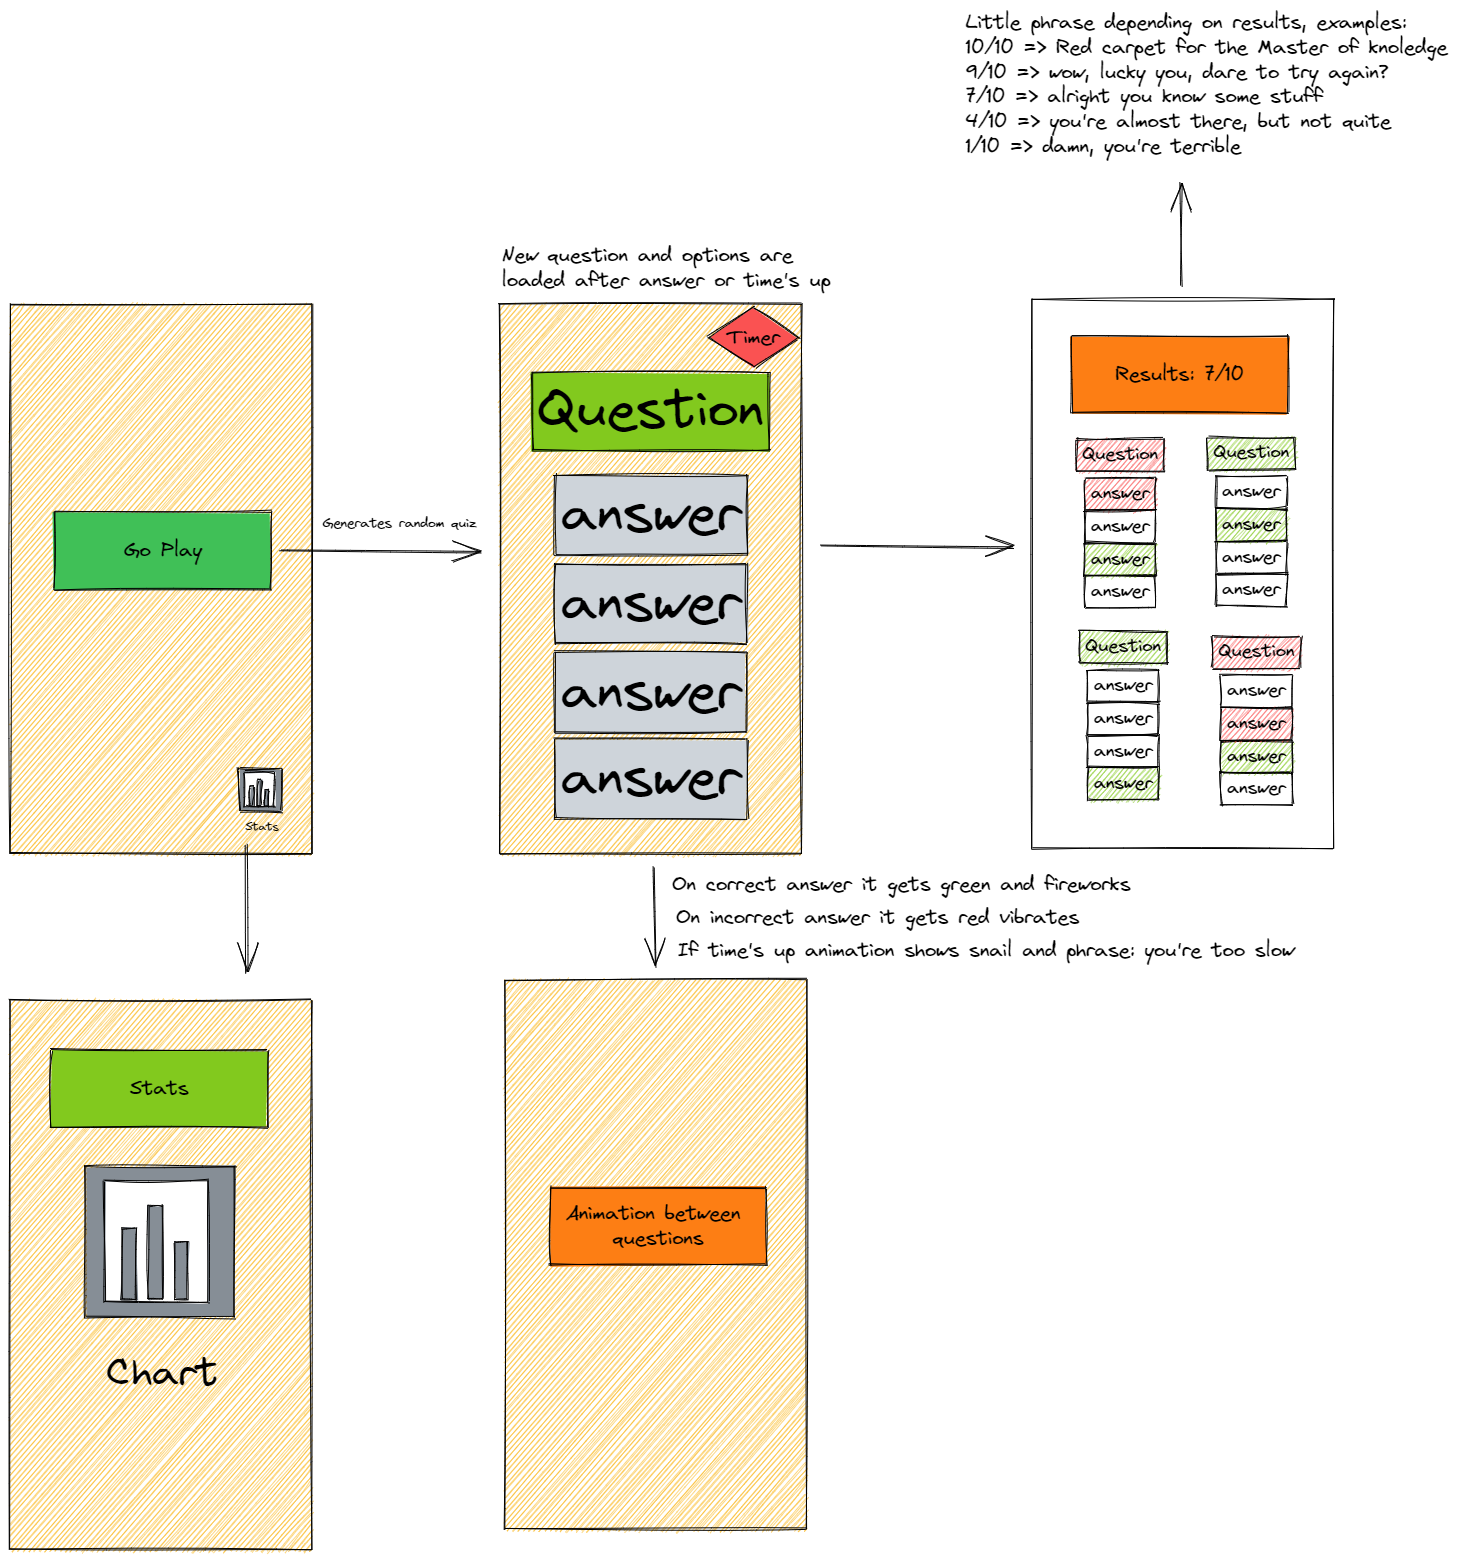 Little phrase depending on results, examples:
10/10 => Red carpet for the Master of knoledge
9/10 => wow, lucky you, dare to try again?
7/10 => alright you know some stuff
4/10 => you're almost there, but not quite
1/10 => damn, you're terrible
New question and options are
loaded after answer or time's up
Go Play
Stats
Generates random quiz
Timer
Question
answer
answer
answer
answer
Results: 7/10
Question
answer
answer
answer
answer
Question
answer
answer
answer
answer
Question
answer
answer
answer
answer
Question
answer
answer
answer
answer
On correct answer it gets green and fireworks
On incorrect answer it gets red vibrates
If time's up animation shows snail and phrase: you're too slow
Stats
Chart
Animation between
questions